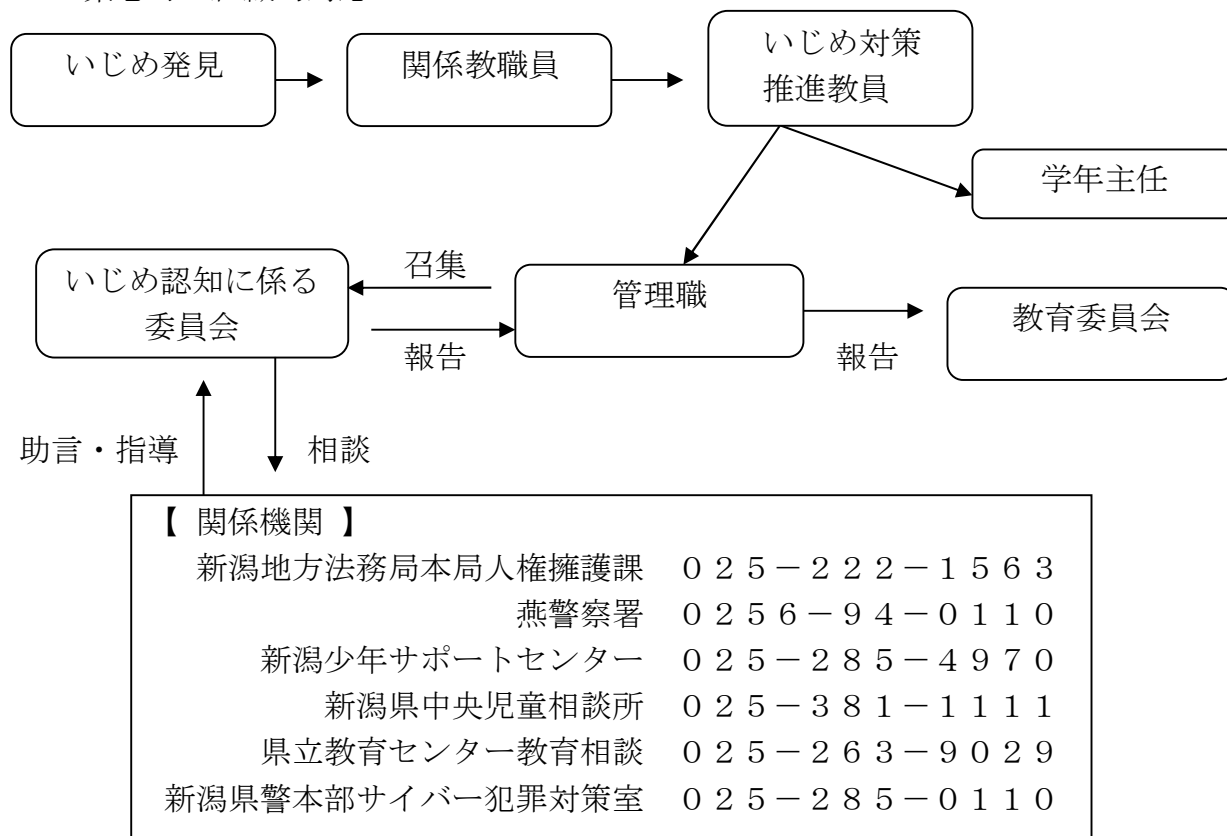 いじめ発見
関係教職員
いじめ対策
推進教員
学年主任
いじめ認知に係る
委員会
召集
報告
管理職
報告
教育委員会
助言・指導
相談
【 関係機関 】
新潟地方法務局本局人権擁護課 025-222-1563
燕警察署 0256-94-0110
新潟少年サポートセンター 025-285-4970
新潟県中央児童相談所 025-381-1111
県立教育センター教育相談 025-263-9029
新潟県警本部サイバー犯罪対策室 025-285-0110